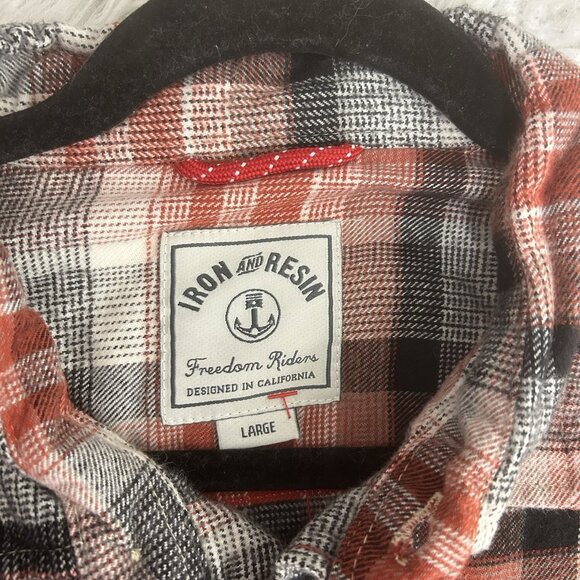 IRON AND RESIN
Freedom Riders
DESIGNED IN CALIFORNIA
LARGE